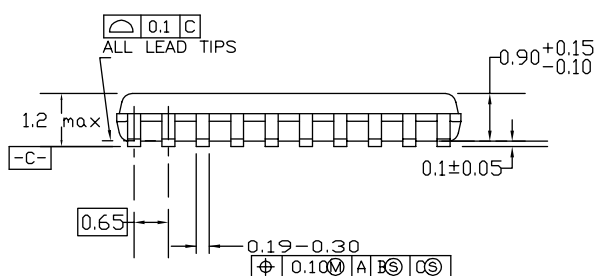 ⌓ 0.1 C
ALL LEAD TIPS
0.90 +0.15 -0.10
1.2 max
-C-
0.1±0.05
0.65
0.19-0.30
⌖ 0.10Ⓜ A BⓈ CⓈ